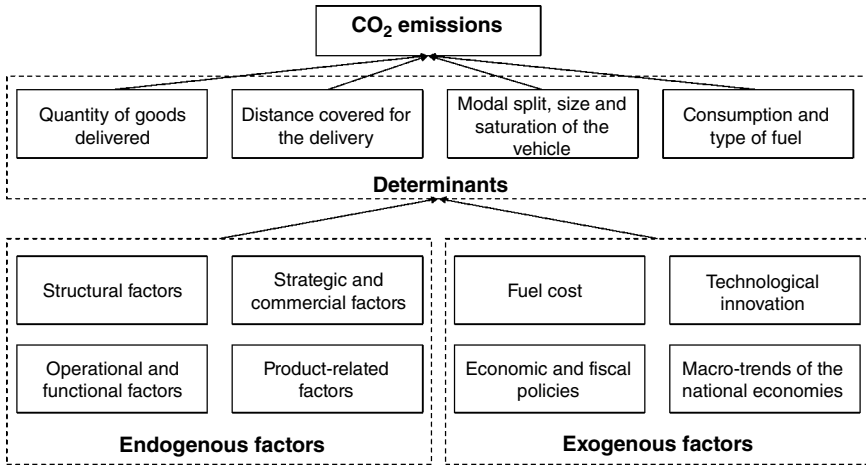 CO₂ emissions
Quantity of goods
delivered
Distance covered for
the delivery
Modal split, size and
saturation of the
vehicle
Consumption and
type of fuel
Determinants
Structural factors
Strategic and
commercial factors
Fuel cost
Technological
innovation
Operational and
functional factors
Product-related
factors
Economic and fiscal
policies
Macro-trends of the
national economies
Endogenous factors
Exogenous factors